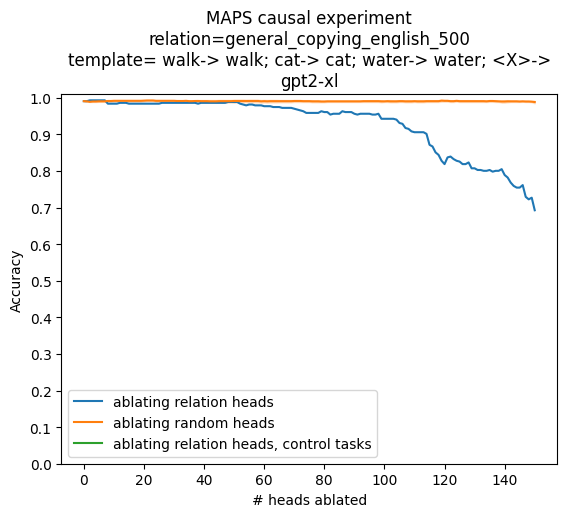 MAPS causal experiment
relation=general_copying_english_500
template= walk-> walk; cat-> cat; water-> water; <X>->
gpt2-xl
1.0
0.9
0.8
0.7
0.6
0.5
0.4
0.3
0.2
0.1
0.0
Accuracy
ablating relation heads
ablating random heads
ablating relation heads, control tasks
0 20 40 60 80 100 120 140
# heads ablated